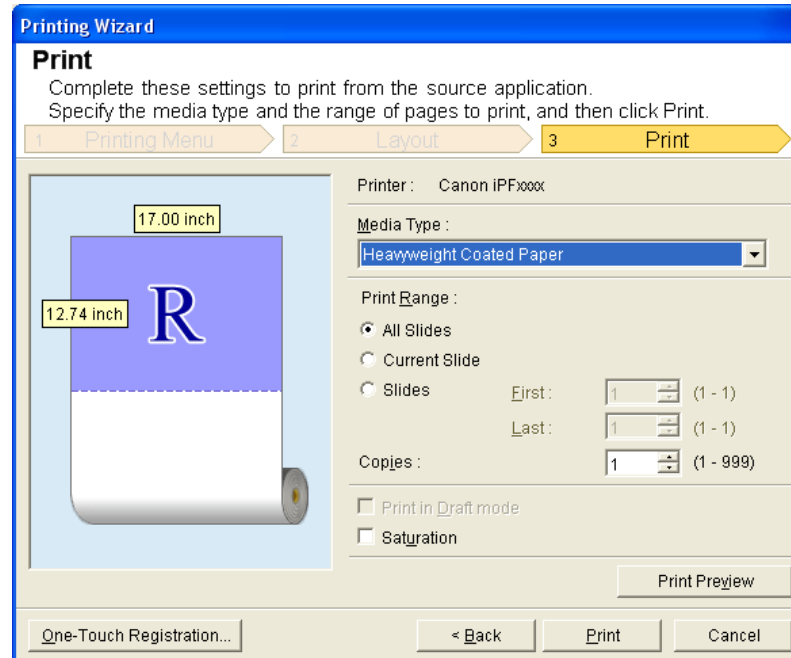 Printing Wizard
Print
Complete these settings to print from the source application.
Specify the media type and the range of pages to print, and then click Print.
1 Printing Menu 2 Layout 3 Print
Printer : Canon iPFxxxx
17.00 inch
Media Type :
Heavyweight Coated Paper
12.74 inch
R
Print Range :
All Slides
Current Slide
Slides First : 1 (1 - 1)
Last : 1 (1 - 1)
Copies : 1 (1 - 999)
Print in Draft mode
Saturation
Print Preview
One-Touch Registration... < Back Print Cancel